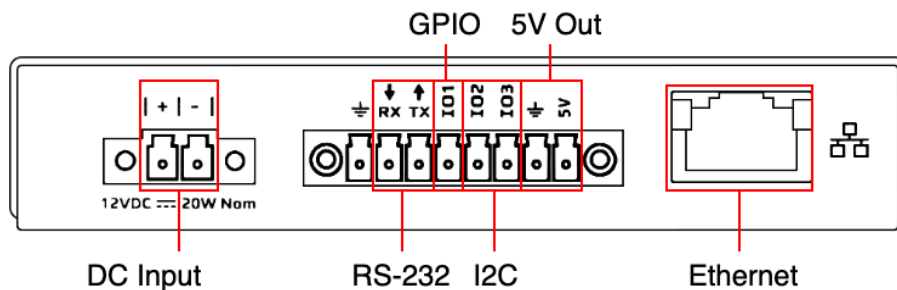 GPIO 5V Out
| + | - |
RX TX IO1 IO2 IO3 5V
12VDC ⎓ 20W Nom
DC Input RS-232 I2C Ethernet